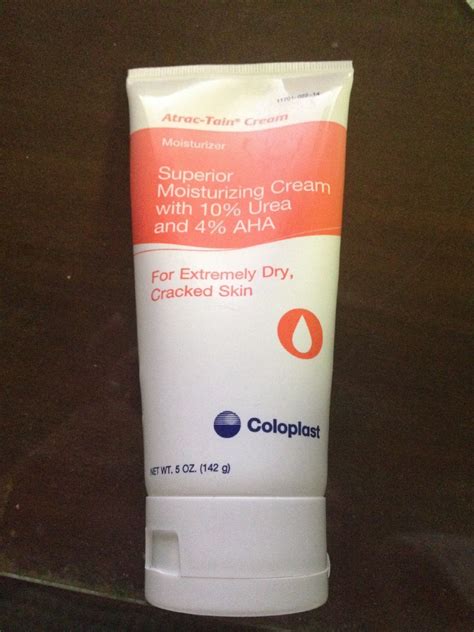 Atrac-Tain® Cream
Moisturizer
Superior
Moisturizing Cream
with 10% Urea
and 4% AHA
For Extremely Dry,
Cracked Skin
Coloplast
NET WT. 5 OZ. (142 g)